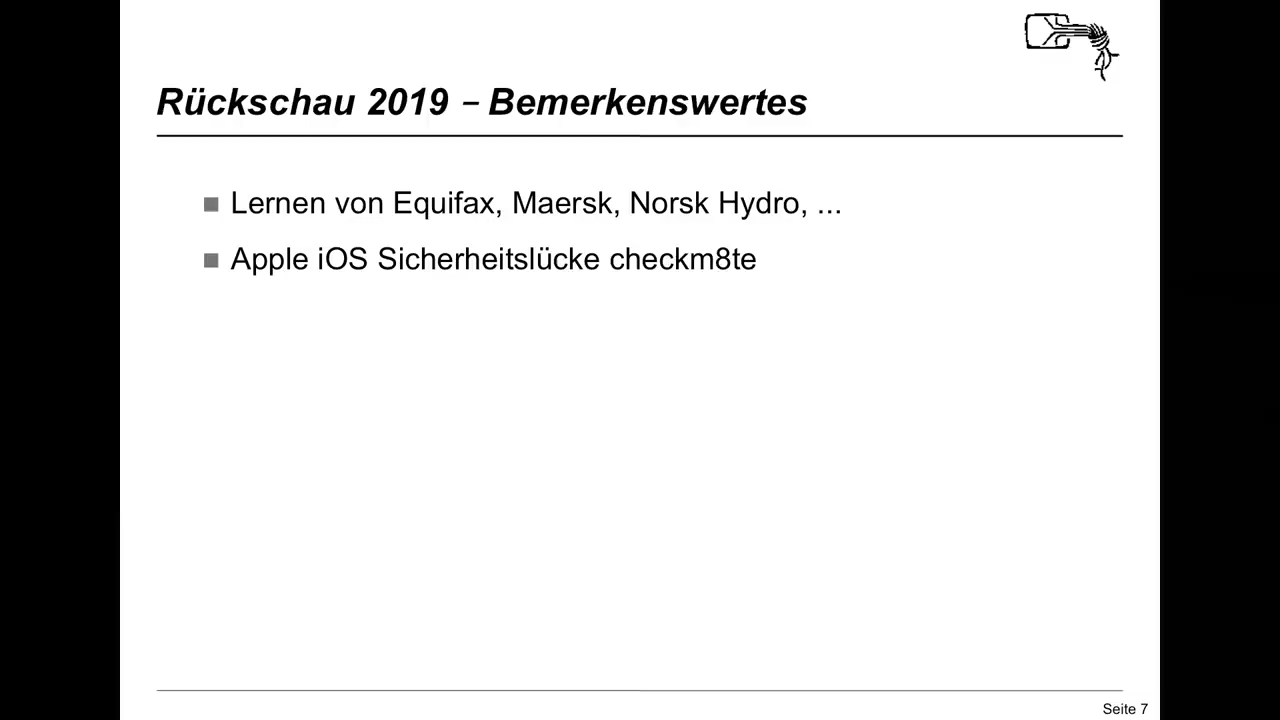 Rückschau 2019 – Bemerkenswertes
Lernen von Equifax, Maersk, Norsk Hydro, ...
Apple iOS Sicherheitslücke checkm8te
Seite 7